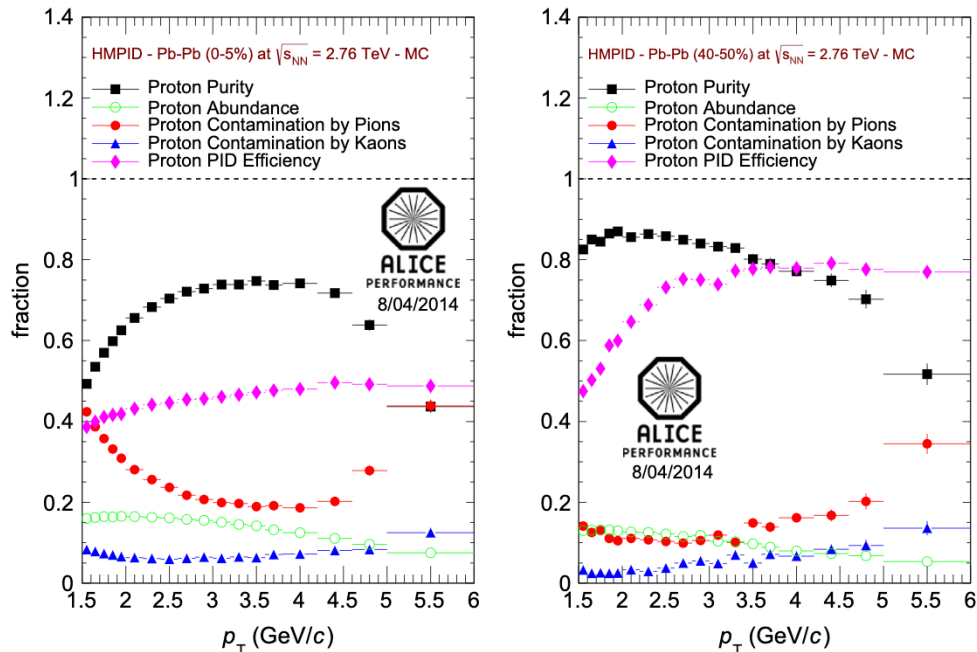 HMPID - Pb-Pb (0-5%) at √sNN = 2.76 TeV - MC
Proton Purity
Proton Abundance
Proton Contamination by Pions
Proton Contamination by Kaons
Proton PID Efficiency
ALICE
PERFORMANCE
8/04/2014
fraction
1.4
1.2
1
0.8
0.6
0.4
0.2
0
1.5 2 2.5 3 3.5 4 4.5 5 5.5 6
pT (GeV/c)
HMPID - Pb-Pb (40-50%) at √sNN = 2.76 TeV - MC
Proton Purity
Proton Abundance
Proton Contamination by Pions
Proton Contamination by Kaons
Proton PID Efficiency
ALICE
PERFORMANCE
8/04/2014
fraction
1.4
1.2
1
0.8
0.6
0.4
0.2
0
1.5 2 2.5 3 3.5 4 4.5 5 5.5 6
pT (GeV/c)